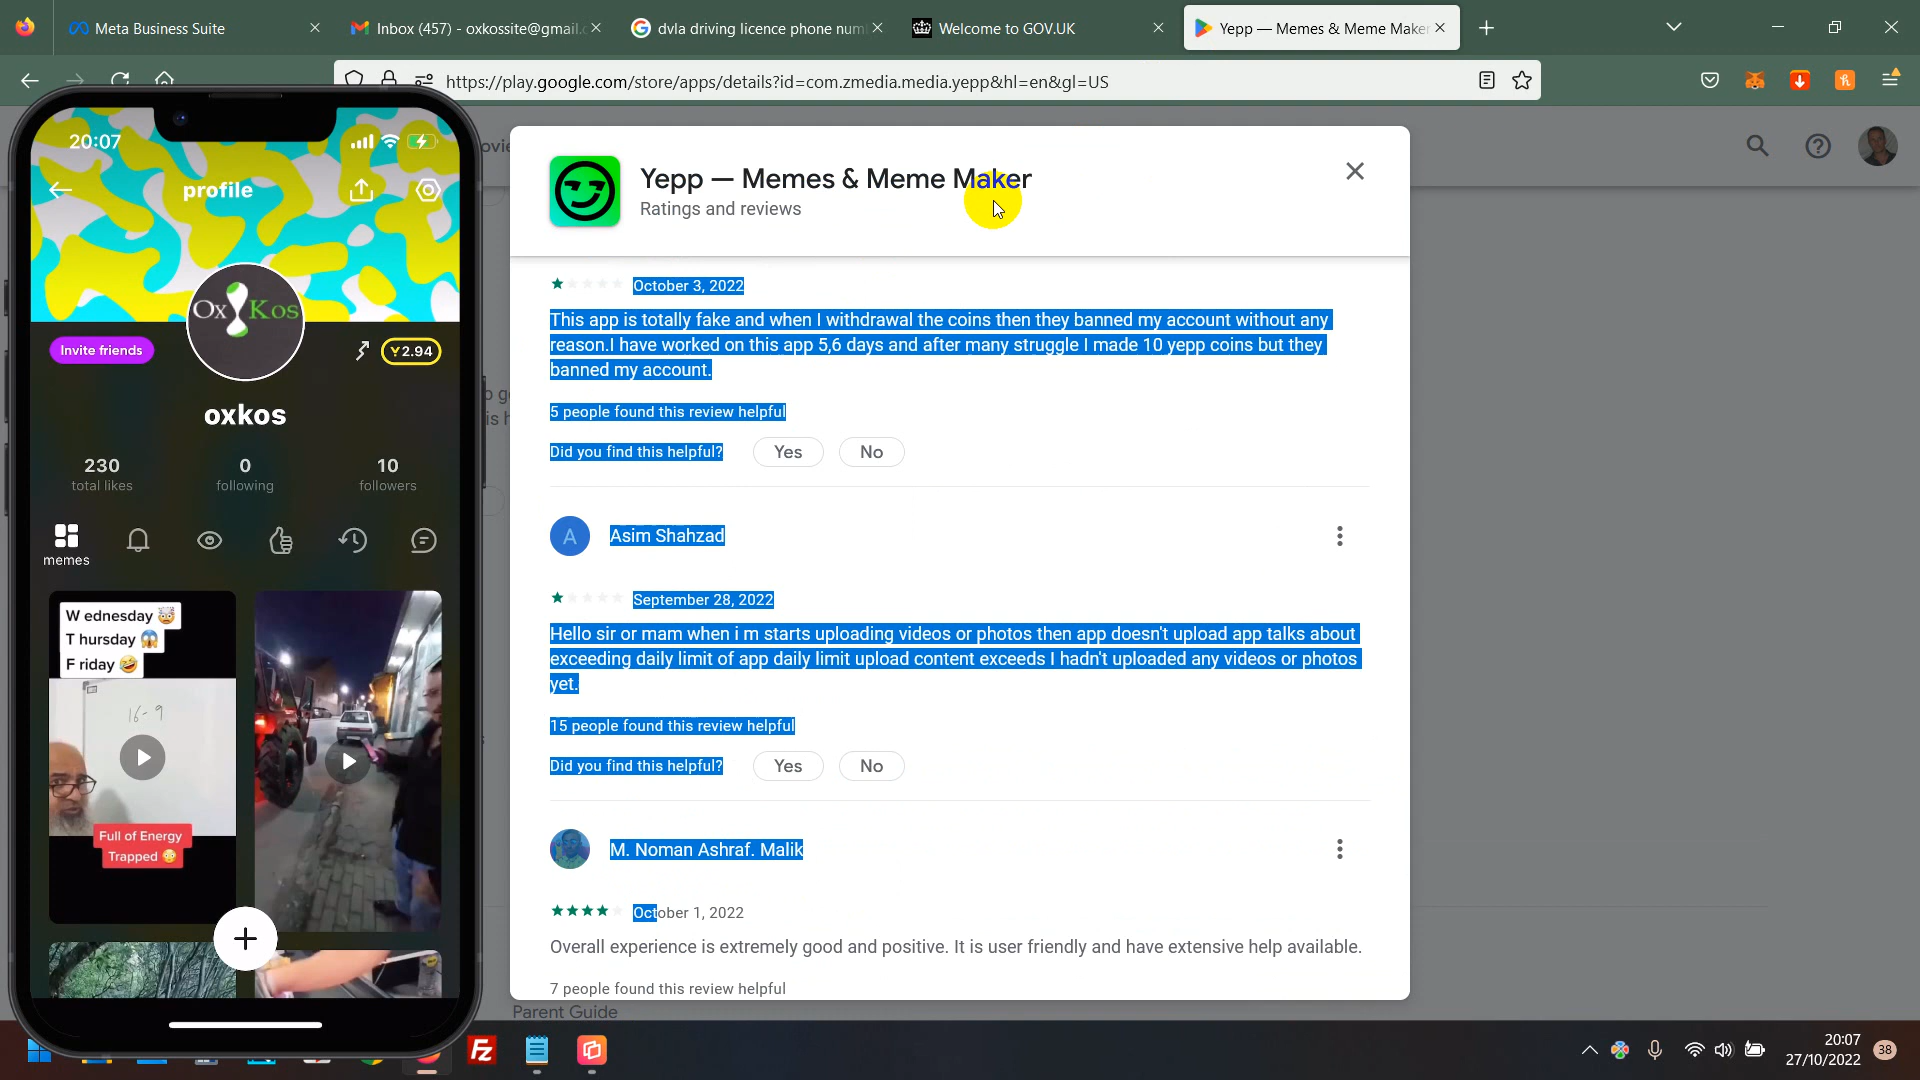 Meta Business Suite
Inbox (457) - oxkossite@gmail.c
dvla driving licence phone num
Welcome to GOV.UK
Yepp — Memes & Meme Maker
https://play.google.com/store/apps/details?id=com.zmedia.media.yepp&hl=en&gl=US
20:07
profile
Ox Kos
Invite friends
Y2.94
oxkos
230
total likes
0
following
10
followers
memes
W ednesday 🤯
T hursday 😱
F riday 🤣
16-9
Full of Energy
Trapped 😳
Yepp — Memes & Meme Maker
Ratings and reviews
October 3, 2022
This app is totally fake and when I withdrawal the coins then they banned my account without any
reason.I have worked on this app 5,6 days and after many struggle I made 10 yepp coins but they
banned my account.
5 people found this review helpful
Did you find this helpful?
Yes
No
A
Asim Shahzad
September 28, 2022
Hello sir or mam when i m starts uploading videos or photos then app doesn't upload app talks about
exceeding daily limit of app daily limit upload content exceeds I hadn't uploaded any videos or photos
yet.
15 people found this review helpful
Did you find this helpful?
Yes
No
M. Noman Ashraf. Malik
October 1, 2022
Overall experience is extremely good and positive. It is user friendly and have extensive help available.
7 people found this review helpful
Parent Guide
Fz
20:07
27/10/2022
38